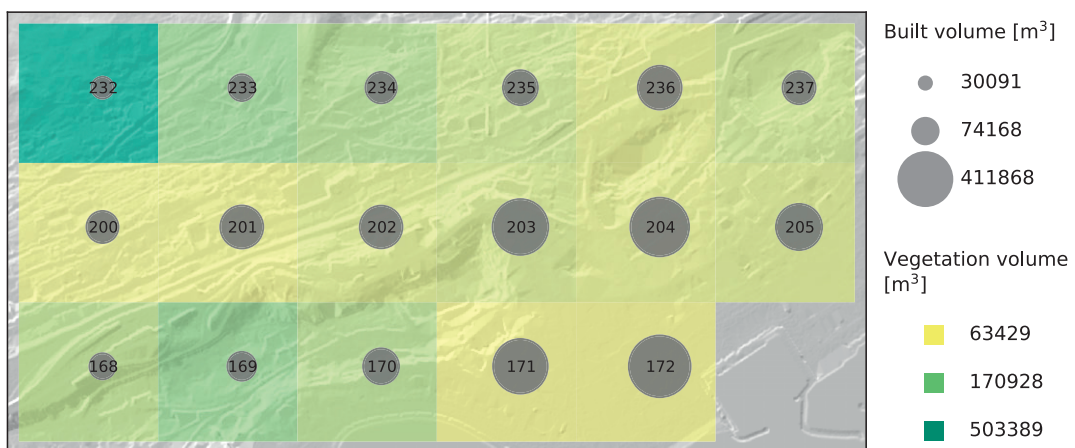 Built volume [m³]
30091
74168
411868
Vegetation volume
[m³]
63429
170928
503389
232 233 234 235 236 237
200 201 202 203 204 205
168 169 170 171 172